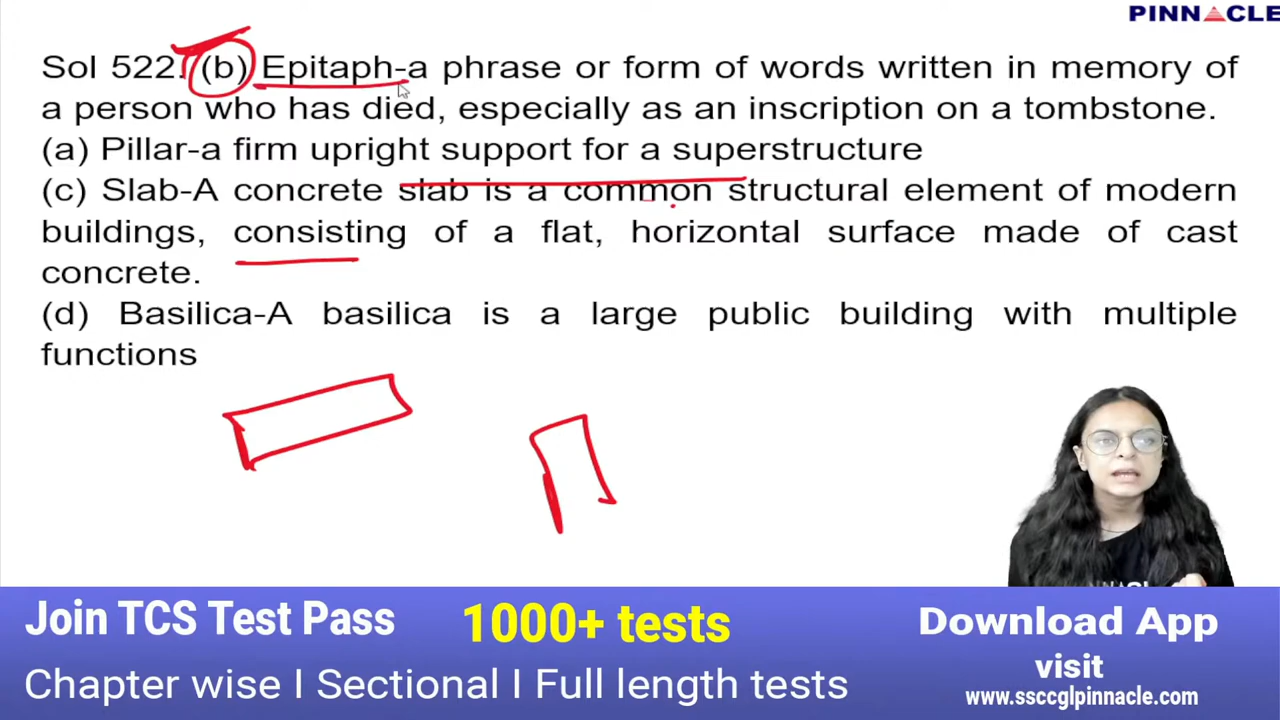 PINNACLE
Sol 522. (b) Epitaph-a phrase or form of words written in memory of
a person who has died, especially as an inscription on a tombstone.
(a) Pillar-a firm upright support for a superstructure
(c) Slab-A concrete slab is a common structural element of modern
buildings, consisting of a flat, horizontal surface made of cast
concrete.
(d) Basilica-A basilica is a large public building with multiple
functions
Join TCS Test Pass
1000+ tests
Chapter wise I Sectional I Full length tests
Download App
visit
www.ssccglpinnacle.com